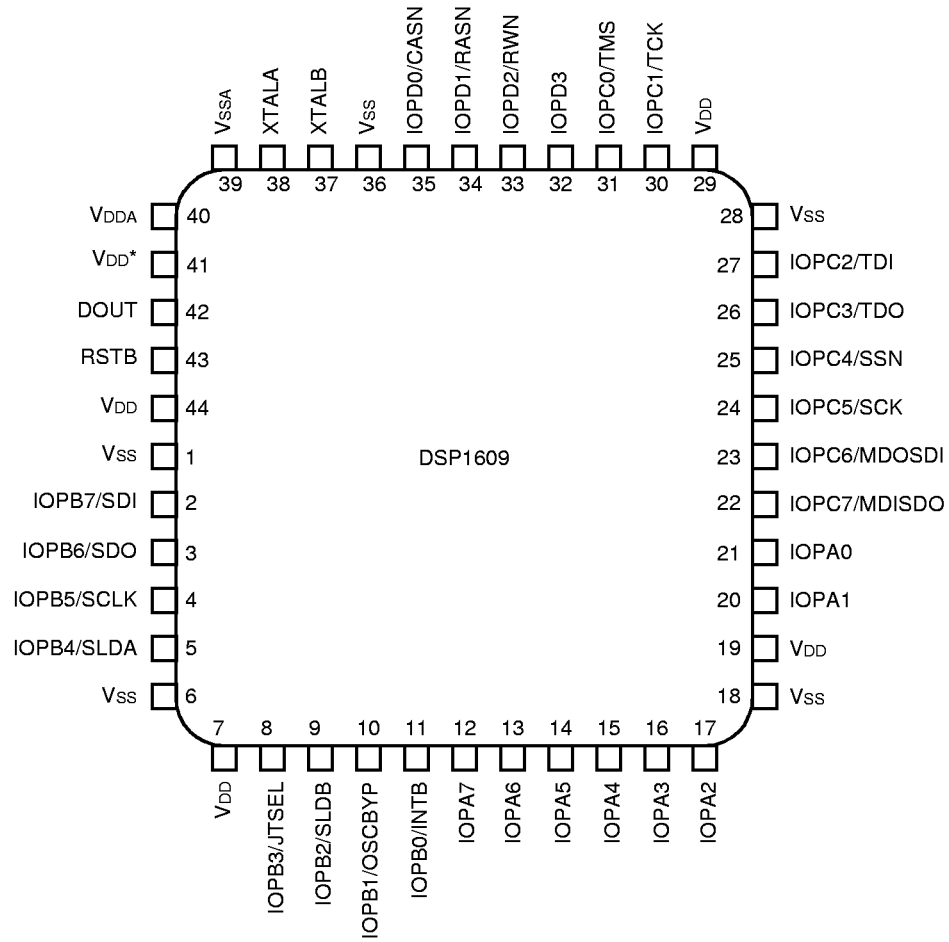 VSSA
XTALA
XTALB
VSS
IOPD0/CASN
IOPD1/RASN
IOPD2/RWN
IOPD3
IOPC0/TMS
IOPC1/TCK
VDD
39
38
37
36
35
34
33
32
31
30
29
VDDA
40
28
VSS
VDD*
41
27
IOPC2/TDI
DOUT
42
26
IOPC3/TDO
RSTB
43
25
IOPC4/SSN
VDD
44
24
IOPC5/SCK
VSS
1
DSP1609
23
IOPC6/MDOSDI
IOPB7/SDI
2
22
IOPC7/MDISDO
IOPB6/SDO
3
21
IOPA0
IOPB5/SCLK
4
20
IOPA1
IOPB4/SLDA
5
19
VDD
VSS
6
18
VSS
7
8
9
10
11
12
13
14
15
16
17
VDD
IOPB3/JTSEL
IOPB2/SLDB
IOPB1/OSCBYP
IOPB0/INTB
IOPA7
IOPA6
IOPA5
IOPA4
IOPA3
IOPA2